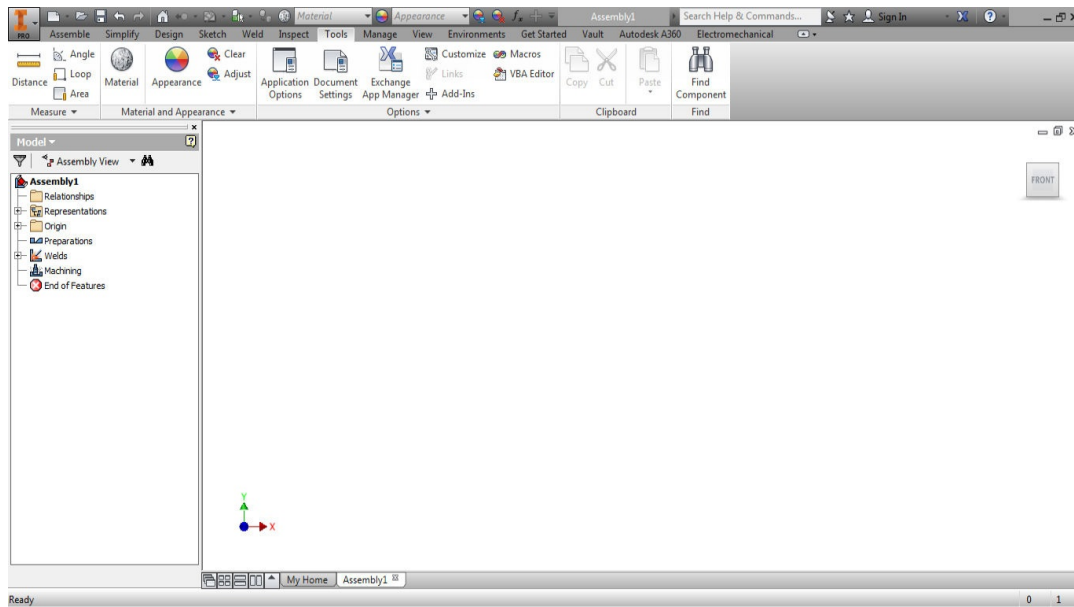 Material Appearance Assembly1 Search Help & Commands... Sign In
PRO Assemble Simplify Design Sketch Weld Inspect Tools Manage View Environments Get Started Vault Autodesk A360 Electromechanical
Distance
Angle
Loop
Area
Material
Appearance
Clear
Adjust
Application Options
Document Settings
Exchange App Manager
Customize
Links
Add-Ins
Macros
VBA Editor
Copy
Cut
Paste
Find Component
Measure Material and Appearance Options Clipboard Find
Model
Assembly View
Assembly1
Relationships
Representations
Origin
Preparations
Welds
Machining
End of Features
FRONT
Y
X
My Home Assembly1
Ready 0 1